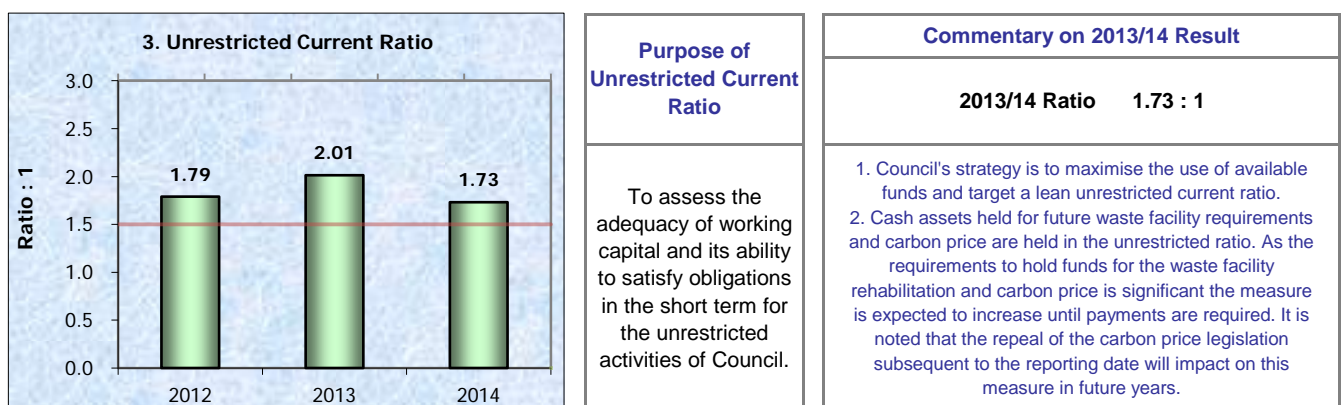 3. Unrestricted Current Ratio
3.0
2.5
2.0
1.5
1.0
0.5
0.0
Ratio : 1
1.79
2.01
1.73
2012
2013
2014
Purpose of
Unrestricted Current
Ratio
To assess the
adequacy of working
capital and its ability
to satisfy obligations
in the short term for
the unrestricted
activities of Council.
Commentary on 2013/14 Result
2013/14 Ratio 1.73 : 1
1. Council's strategy is to maximise the use of available
funds and target a lean unrestricted current ratio.
2. Cash assets held for future waste facility requirements
and carbon price are held in the unrestricted ratio. As the
requirements to hold funds for the waste facility
rehabilitation and carbon price is significant the measure
is expected to increase until payments are required. It is
noted that the repeal of the carbon price legislation
subsequent to the reporting date will impact on this
measure in future years.